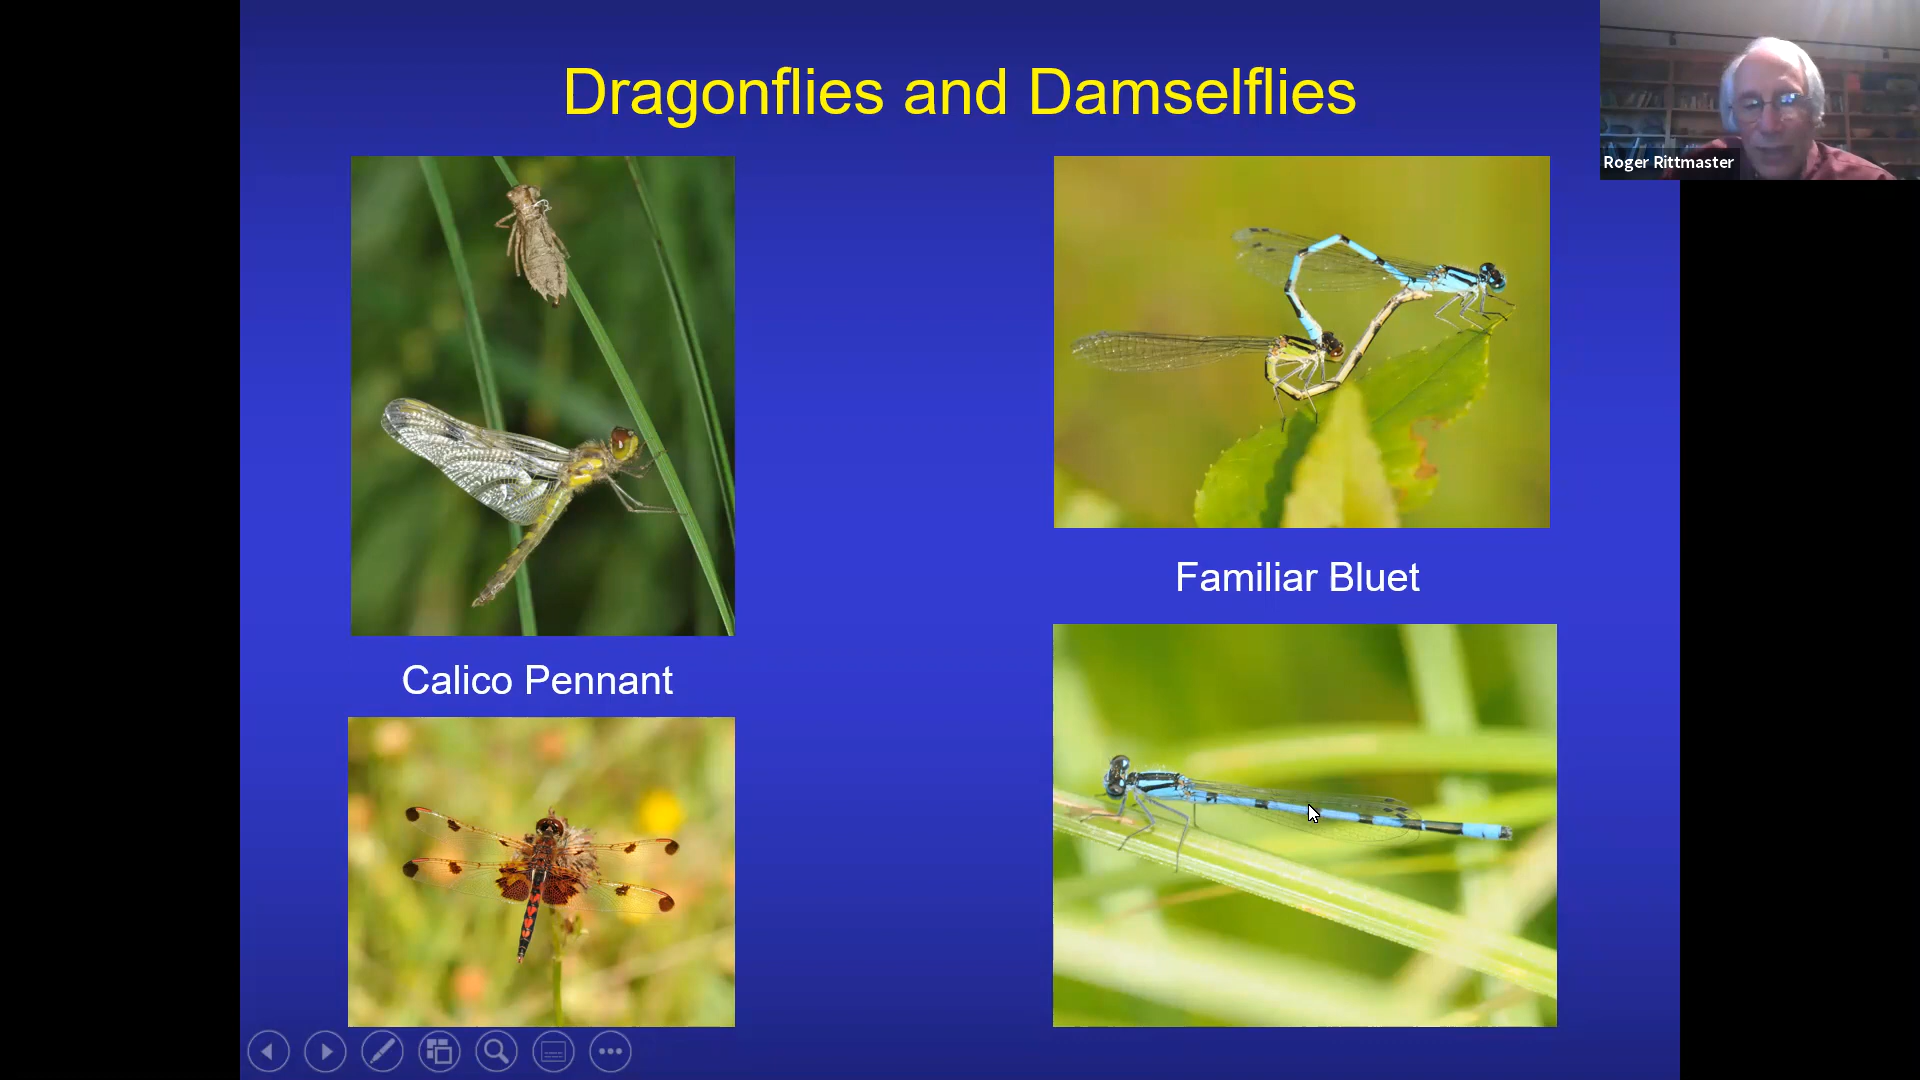 Dragonflies and Damselflies
Roger Rittmaster
Familiar Bluet
Calico Pennant